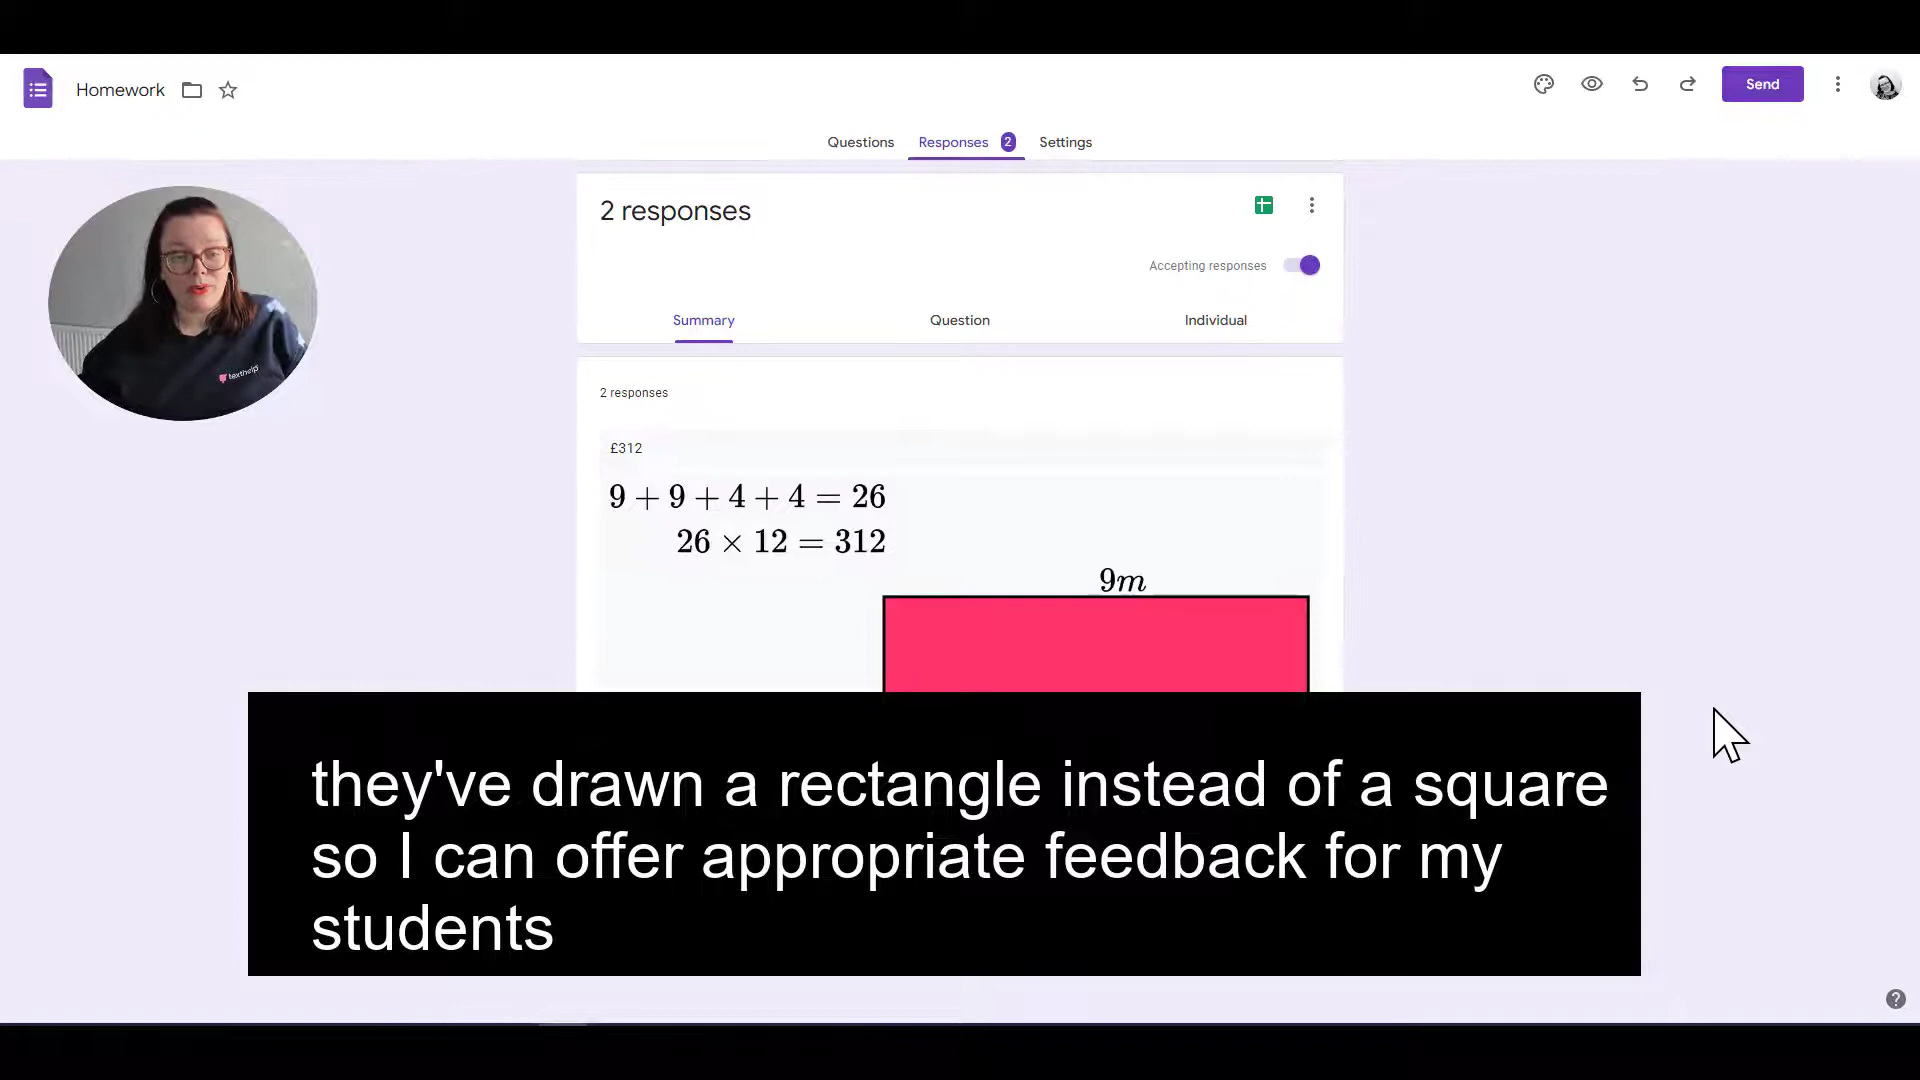 Homework
Send
Questions Responses 2 Settings
2 responses
Accepting responses
Summary Question Individual
texthelp
2 responses
£312
9 + 9 + 4 + 4 = 26
26 × 12 = 312
9m
they've drawn a rectangle instead of a square
so I can offer appropriate feedback for my
students